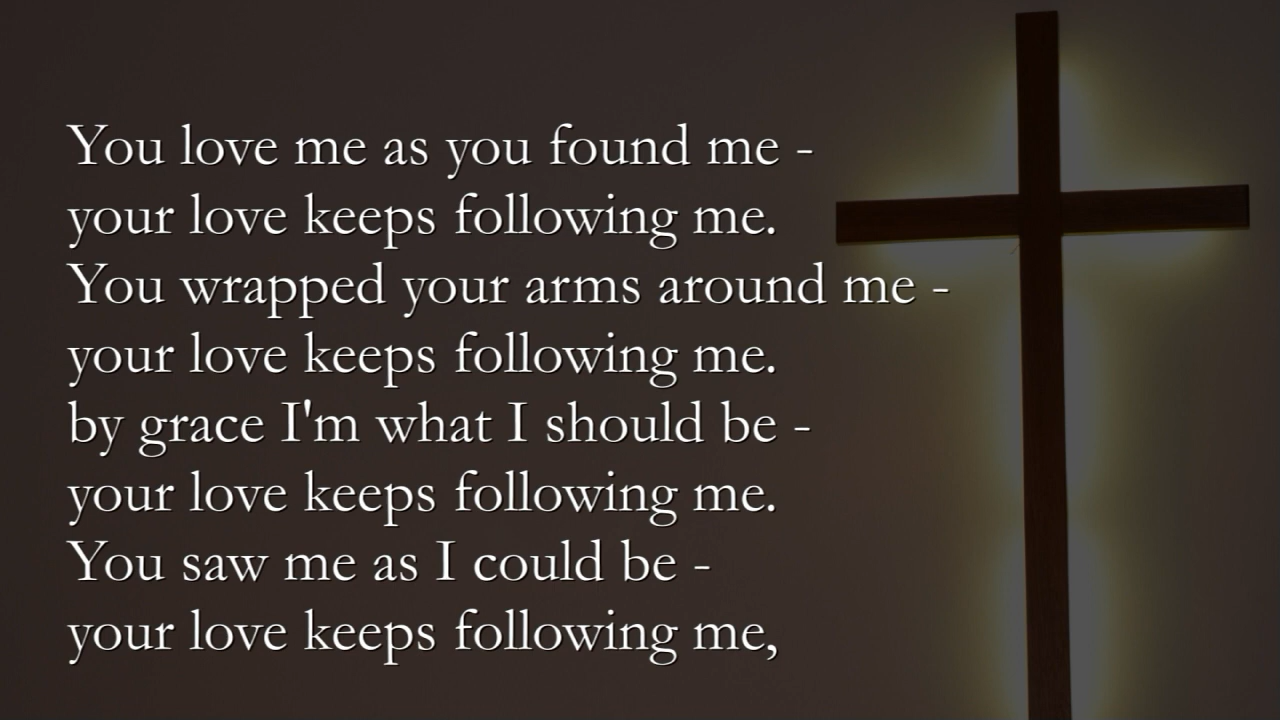 You love me as you found me -
your love keeps following me.
You wrapped your arms around me -
your love keeps following me.
by grace I'm what I should be -
your love keeps following me.
You saw me as I could be -
your love keeps following me,